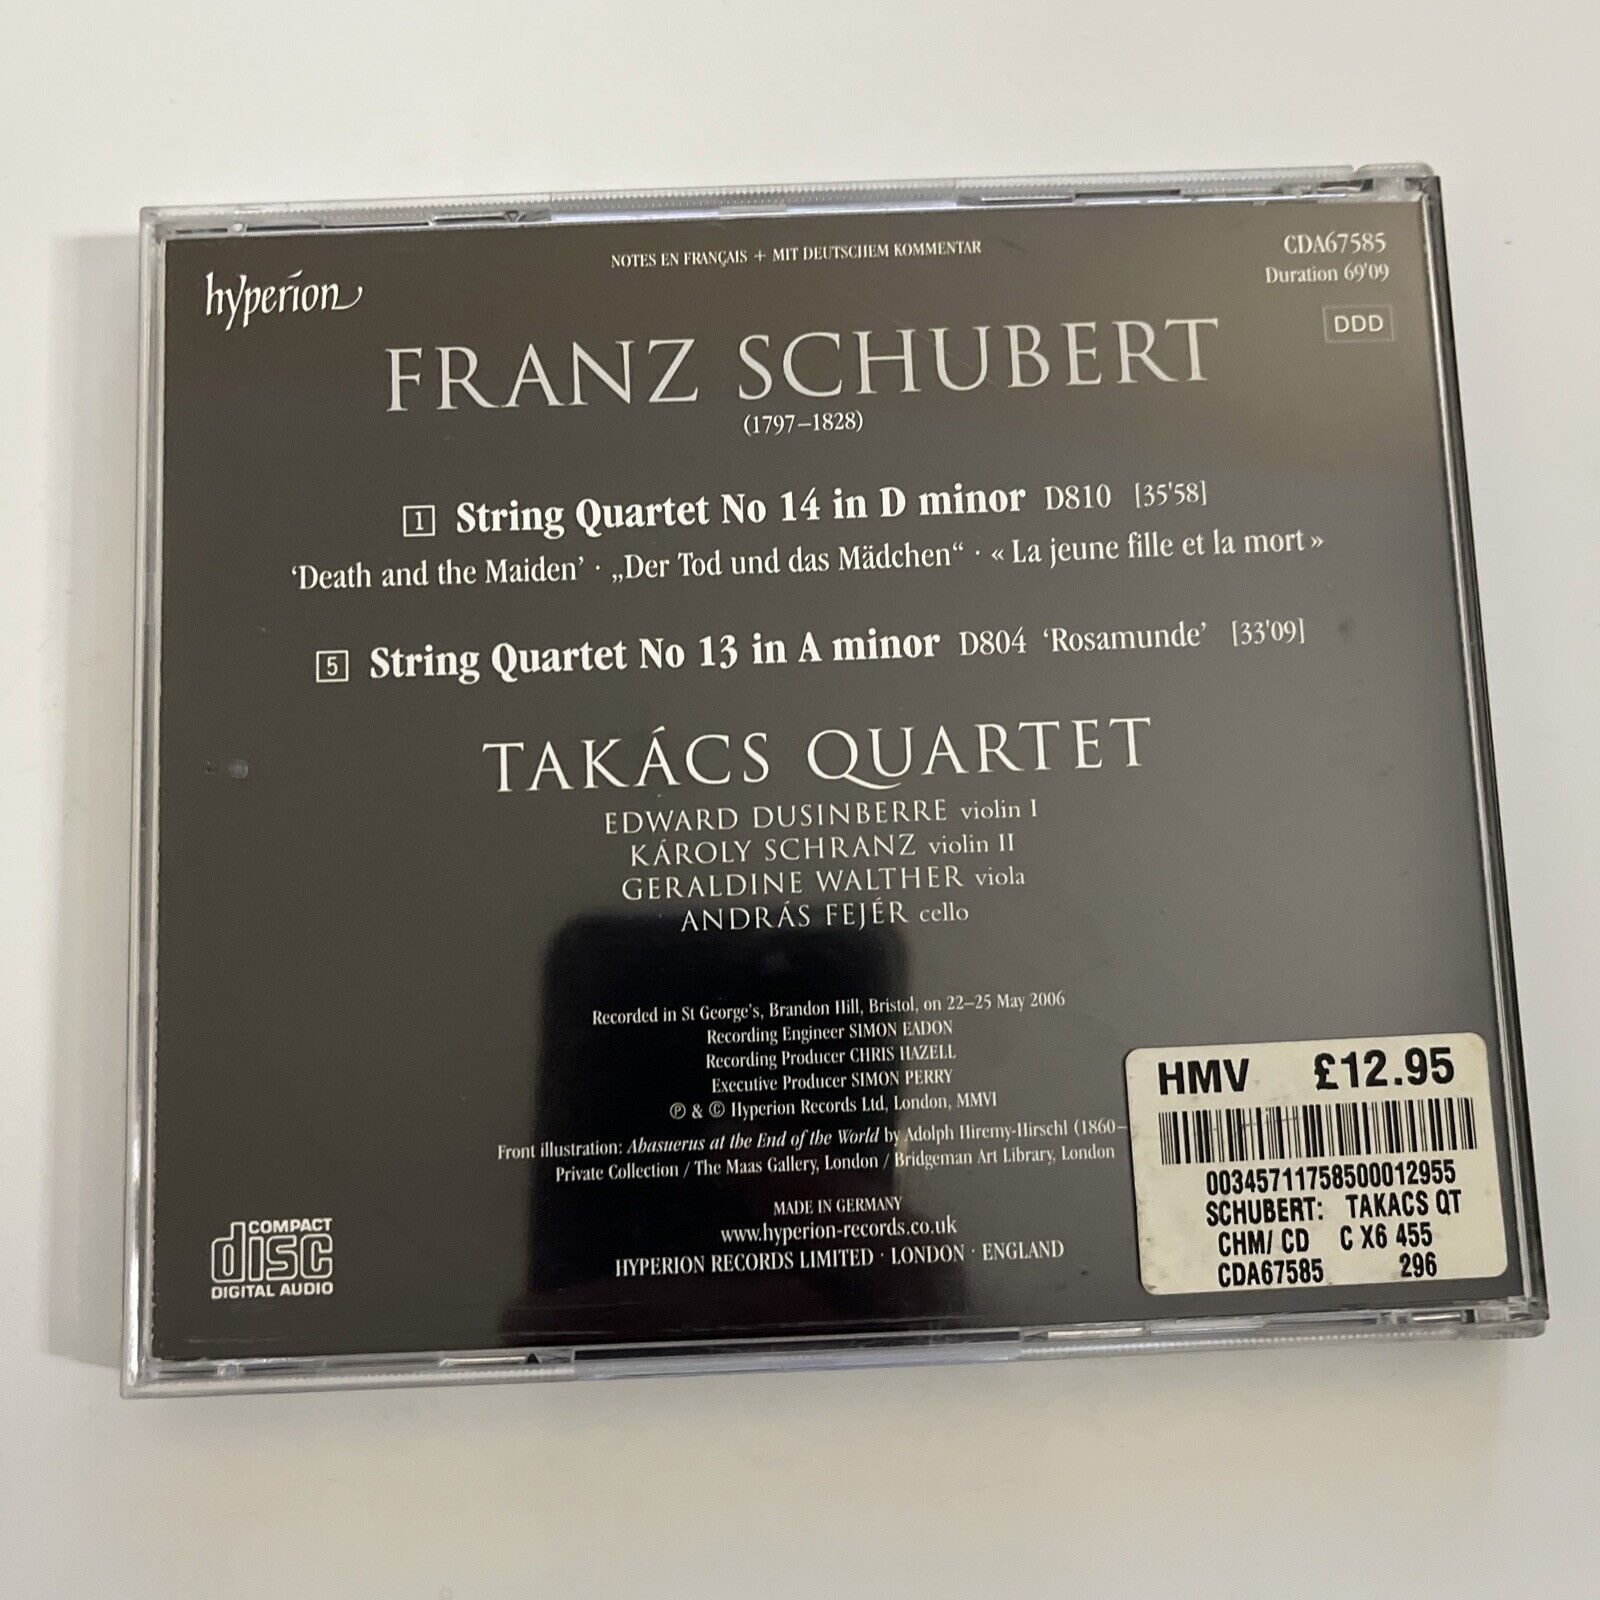 NOTES EN FRANÇAIS + MIT DEUTSCHEM KOMMENTAR
CDA67585
Duration 69'09
hyperion
DDD
FRANZ SCHUBERT
(1797–1828)
1 String Quartet No 14 in D minor D810 [35'58]
‘Death and the Maiden’ · „Der Tod und das Mädchen“ · « La jeune fille et la mort »
5 String Quartet No 13 in A minor D804 ‘Rosamunde’ [33'09]
TAKÁCS QUARTET
EDWARD DUSINBERRE violin I
KÁROLY SCHRANZ violin II
GERALDINE WALTHER viola
ANDRÁS FEJÉR cello
Recorded in St George's, Brandon Hill, Bristol, on 22–25 May 2006
Recording Engineer SIMON EADON
Recording Producer CHRIS HAZELL
Executive Producer SIMON PERRY
℗ & © Hyperion Records Ltd, London, MMVI
Front illustration: Ahasuerus at the End of the World by Adolph Hiremy-Hirschl (1860–
Private Collection / The Maas Gallery, London / Bridgeman Art Library, London
MADE IN GERMANY
www.hyperion-records.co.uk
HYPERION RECORDS LIMITED · LONDON · ENGLAND
COMPACT
disc
DIGITAL AUDIO
HMV £12.95
00345711758500012955
SCHUBERT: TAKACS QT
CHM/ CD C X6 455
CDA67585 296